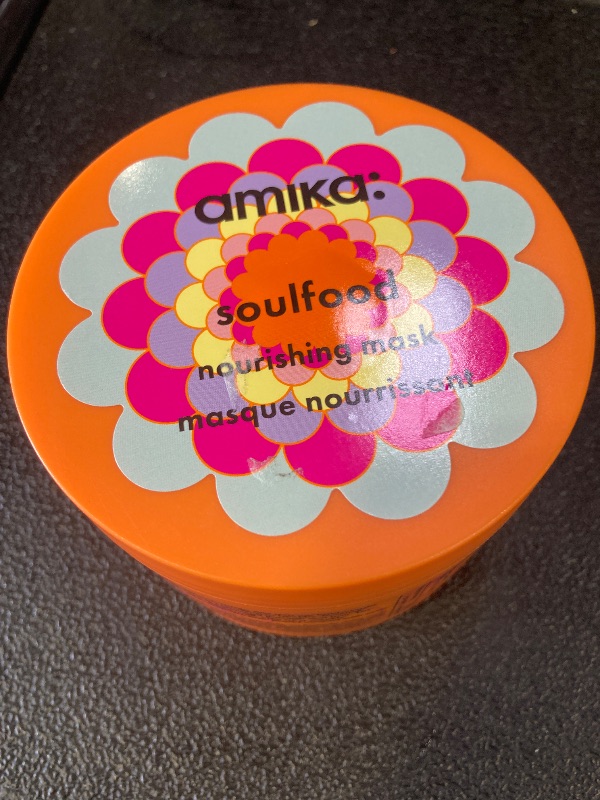 amika:
soulfood
nourishing mask
masque nourrissant